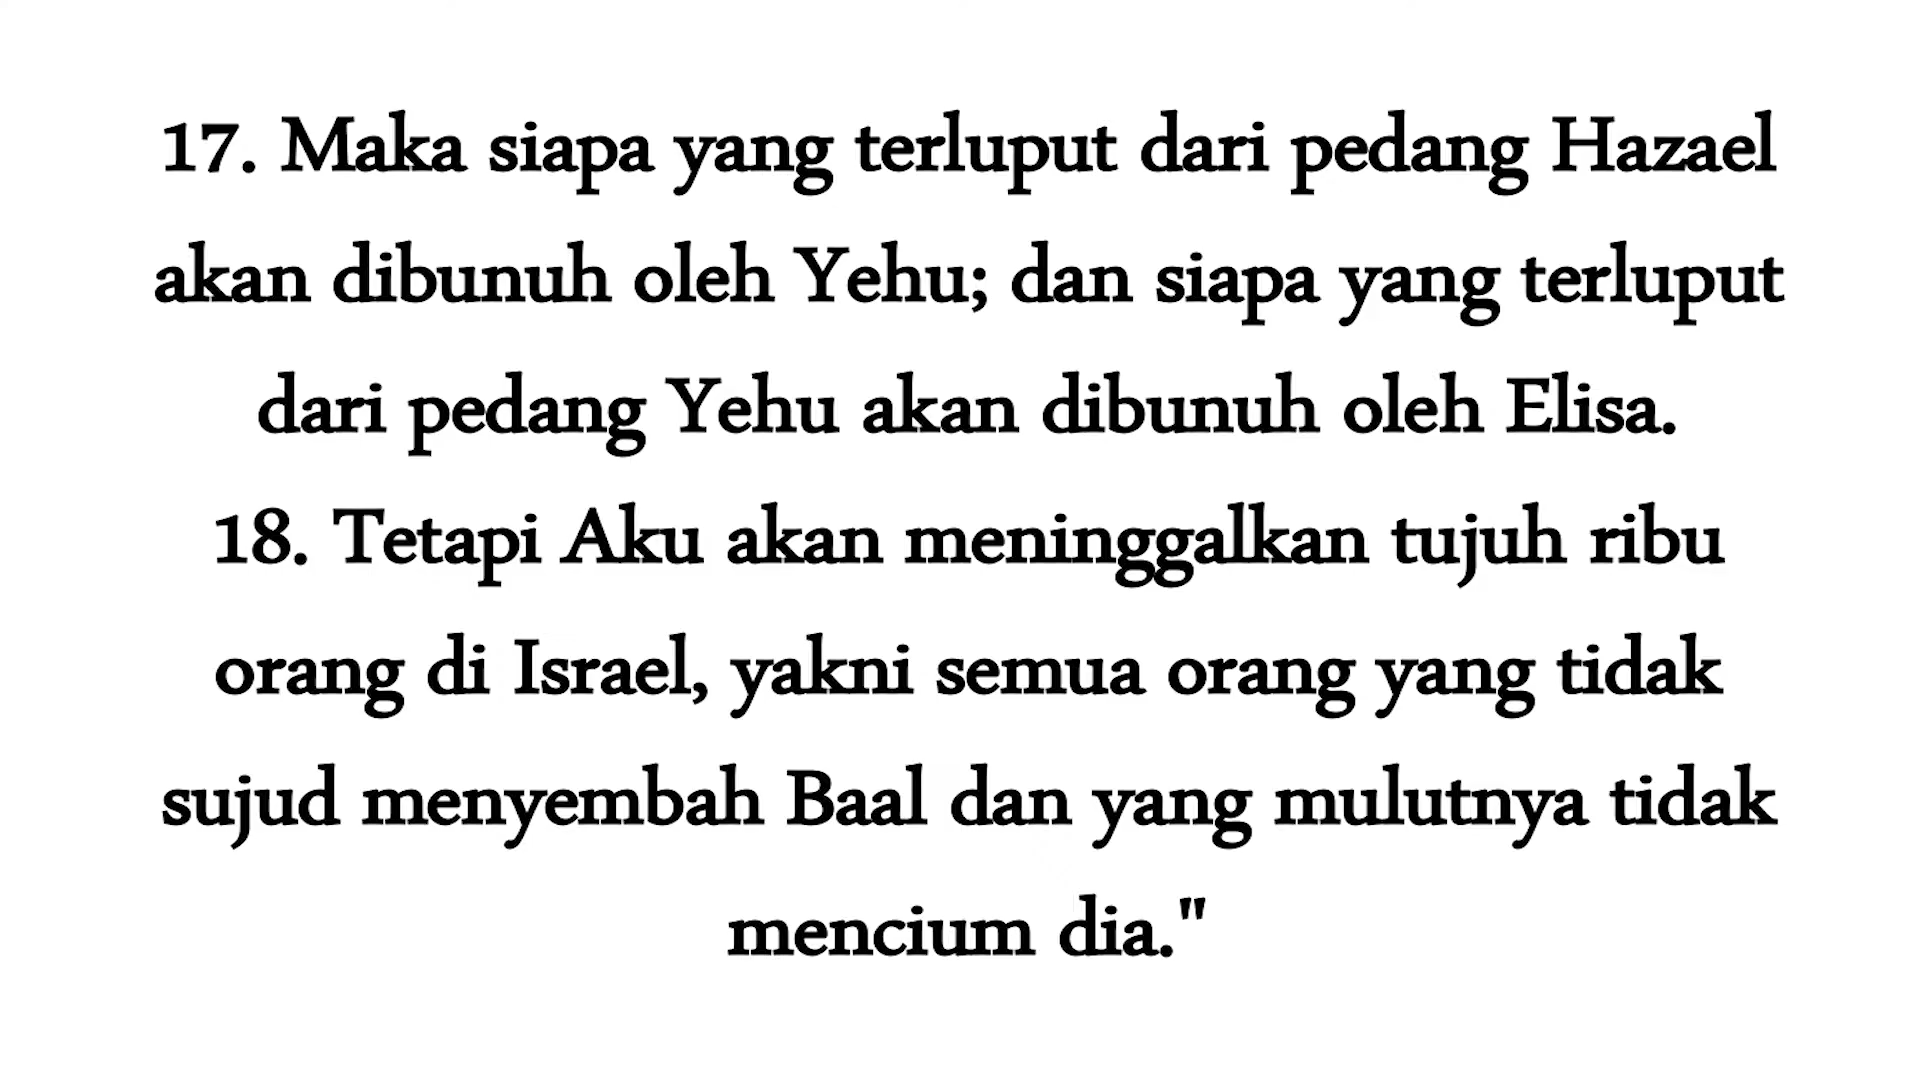 17. Maka siapa yang terluput dari pedang Hazael
akan dibunuh oleh Yehu; dan siapa yang terluput
dari pedang Yehu akan dibunuh oleh Elisa.
18. Tetapi Aku akan meninggalkan tujuh ribu
orang di Israel, yakni semua orang yang tidak
sujud menyembah Baal dan yang mulutnya tidak
mencium dia."